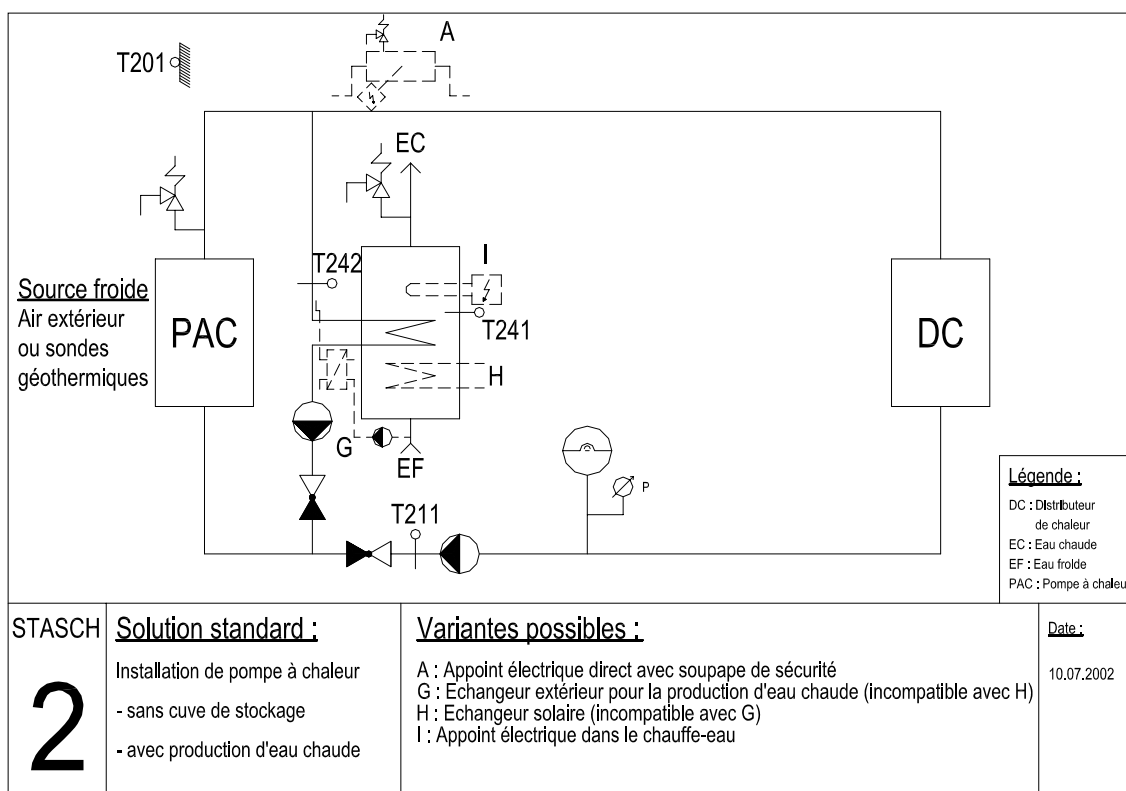 A
T201
EC
T242
I
Source froide
Air extérieur
ou sondes
géothermiques
PAC
T241
DC
H
G
EF
P
T211
Légende :
DC : Distributeur
de chaleur
EC : Eau chaude
EF : Eau froide
PAC : Pompe à chaleur
STASCH
2
Solution standard :
Installation de pompe à chaleur
- sans cuve de stockage
- avec production d'eau chaude
Variantes possibles :
A : Appoint électrique direct avec soupape de sécurité
G : Echangeur extérieur pour la production d'eau chaude (incompatible avec H)
H : Echangeur solaire (incompatible avec G)
I : Appoint électrique dans le chauffe-eau
Date :
10.07.2002